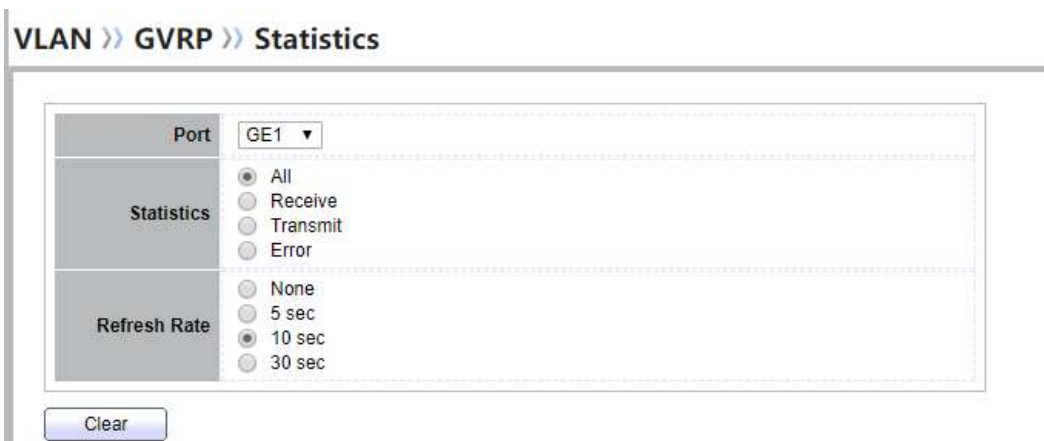 VLAN 》 GVRP 》 Statistics
Port GE1 ▼
Statistics
All
Receive
Transmit
Error
Refresh Rate
None
5 sec
10 sec
30 sec
Clear